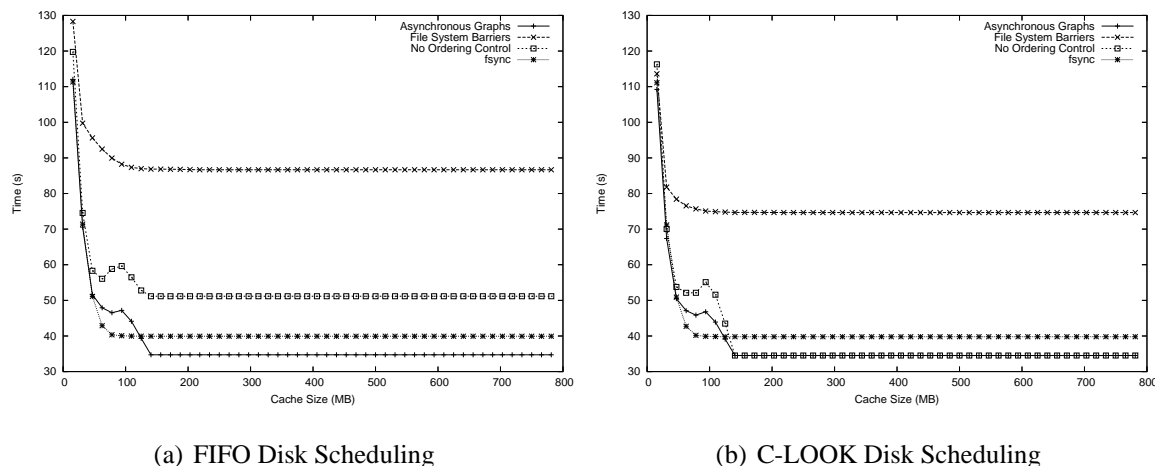 130
120
110
100
90
80
70
60
50
40
30
Time (s)
0 100 200 300 400 500 600 700 800
Cache Size (MB)
Asynchronous Graphs
File System Barriers
No Ordering Control
fsync
(a) FIFO Disk Scheduling
130
120
110
100
90
80
70
60
50
40
30
Time (s)
0 100 200 300 400 500 600 700 800
Cache Size (MB)
Asynchronous Graphs
File System Barriers
No Ordering Control
fsync
(b) C-LOOK Disk Scheduling